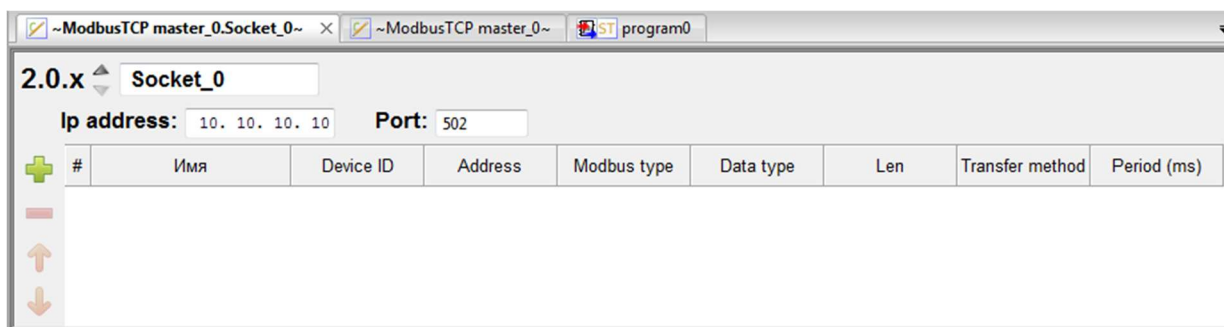 ~ModbusTCP master_0.Socket_0~ ~ModbusTCP master_0~ ST program0
2.0.x Socket_0
Ip address: 10. 10. 10. 10 Port: 502
# Имя Device ID Address Modbus type Data type Len Transfer method Period (ms)